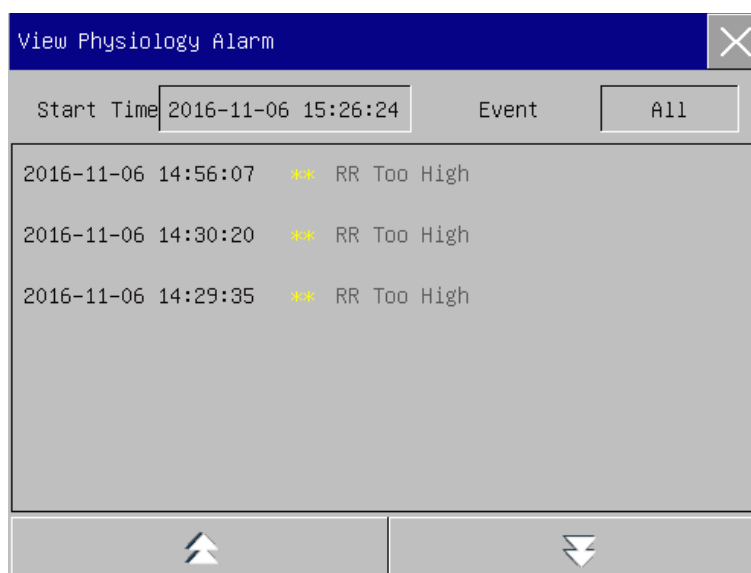 View Physiology Alarm
Start Time 2016-11-06 15:26:24 Event All
2016-11-06 14:56:07 ** RR Too High
2016-11-06 14:30:20 ** RR Too High
2016-11-06 14:29:35 ** RR Too High